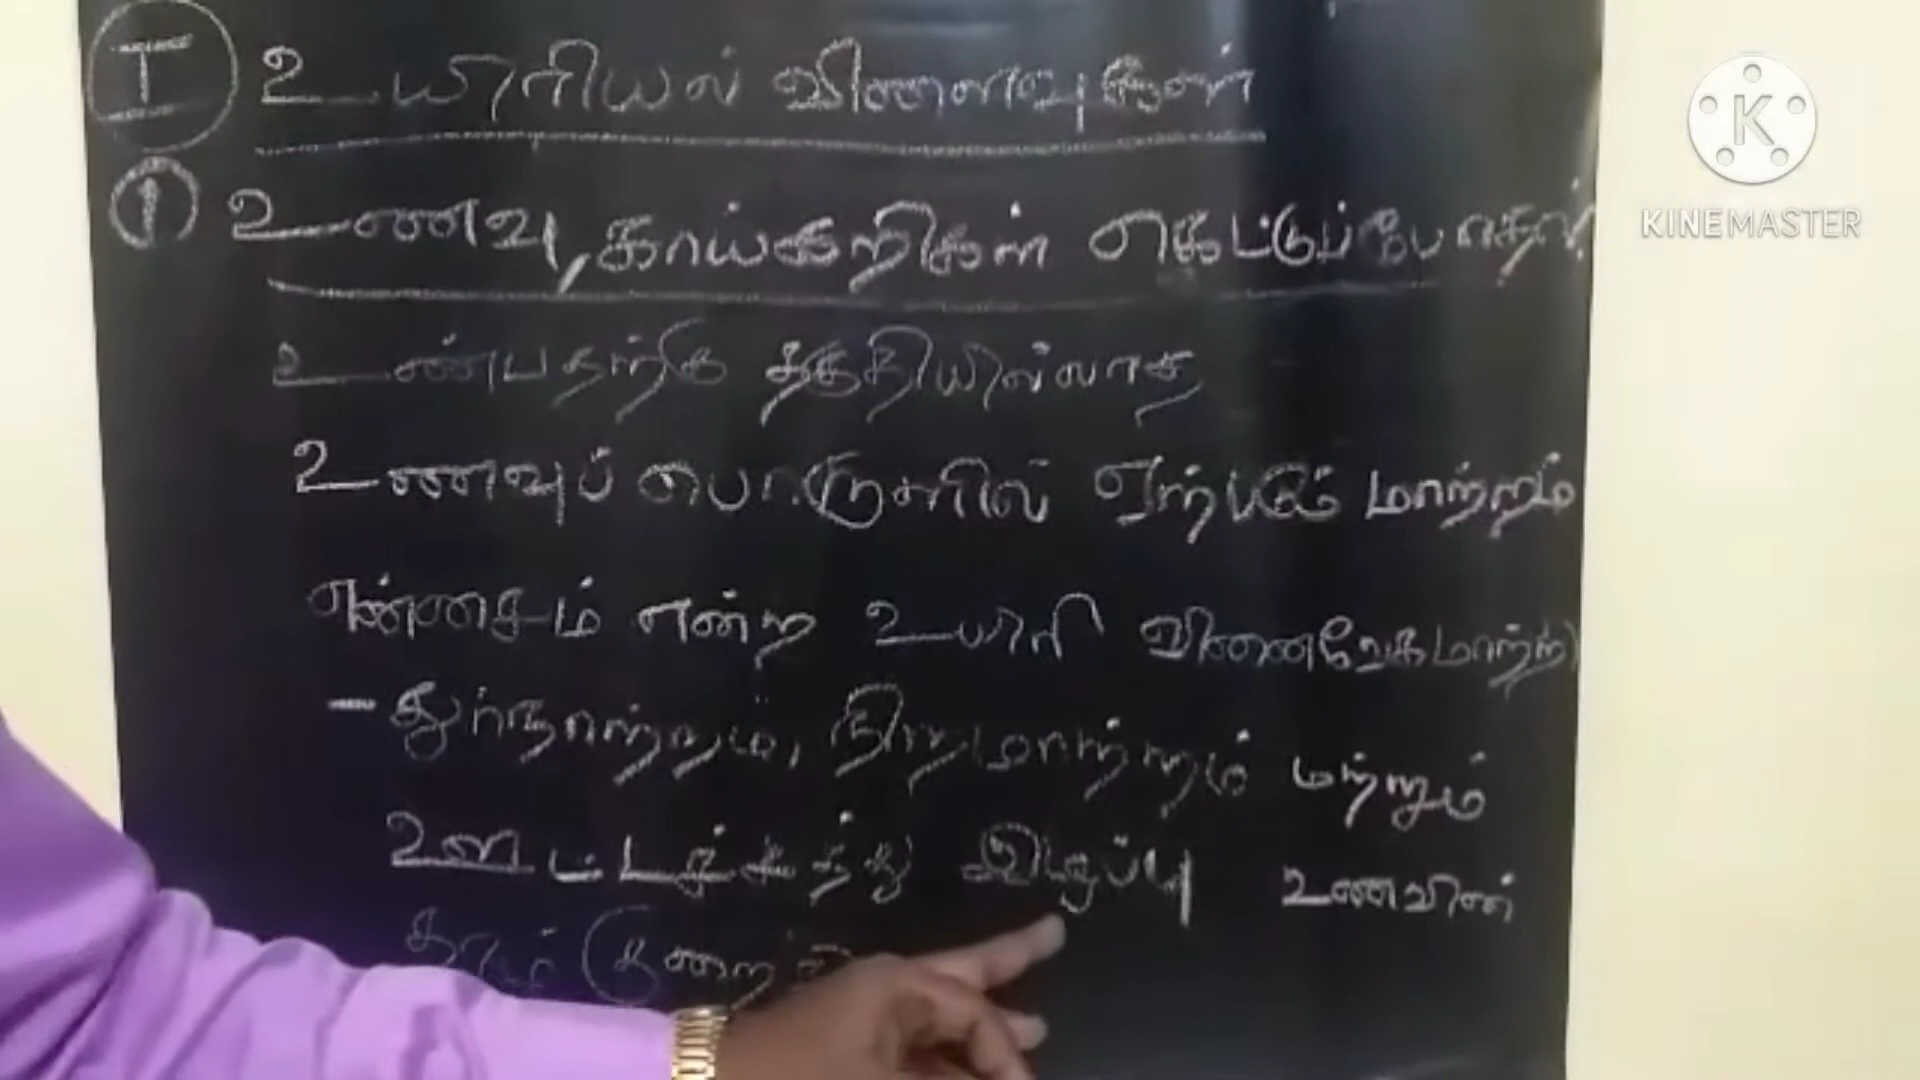 I உயிரியல் விளைவுகள்
① உணவு, காய்கறிகள் கெட்டுப்போதல்
உண்பதற்கு தகுதியில்லாத
உணவுப் பொருளில் ஏற்படும் மாற்றம்
என்சைம் என்ற உயிரி வினைவேகமாற்றி
- துர்நாற்றம், நிறமாற்றம் மற்றும்
ஊட்டச்சத்து இழப்பு உணவின்
தரம்
K
KINEMASTER